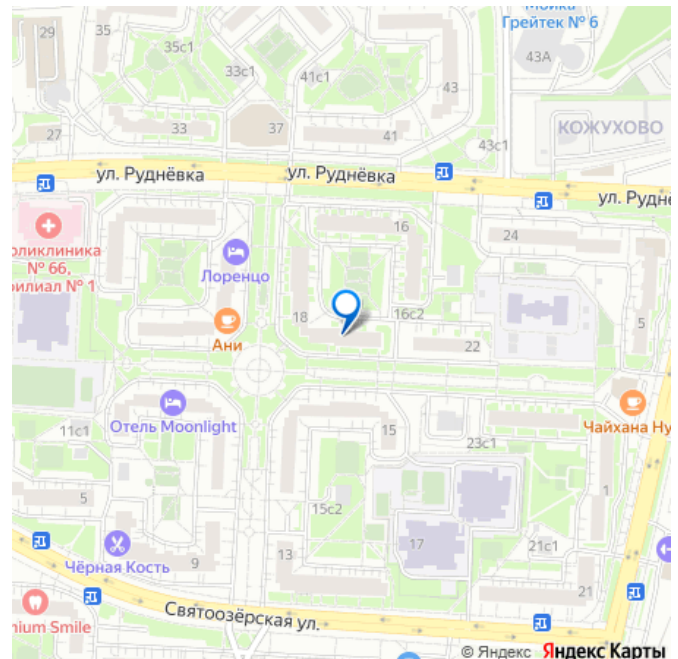 Мойка
Грейтек № 6
29
35
35с1
33с1
41с1
43
43А
27
33
37
41
43с1
КОЖУХОВО
ул. Руднёвка
ул. Руднёвка
ул. Рудне
оликлиника
№ 66,
филиал № 1
Лоренцо
16
24
18
16с2
5
Ани
22
Отель Moonlight
Чайхана Ну
11с1
15
23с1
5
15с2
1
Чёрная Кость
9
13
17
21с1
21
nium Smile
Святоозёрская ул.
© Яндекс Яндекс Карты